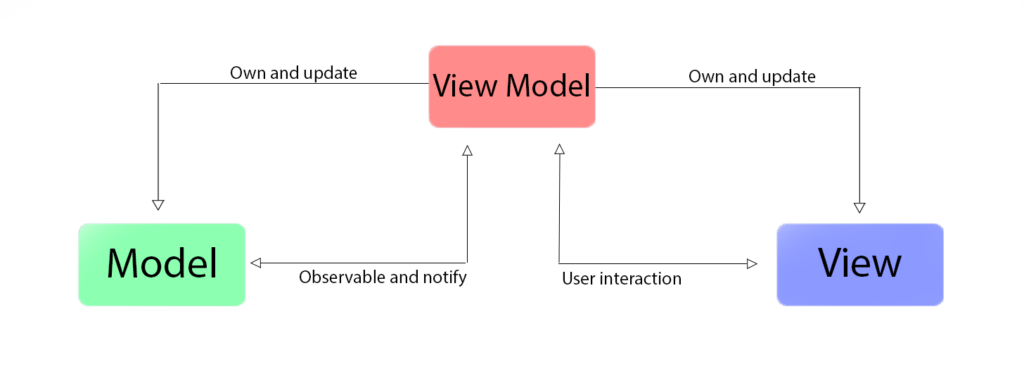 Own and update
View Model
Own and update
Model
Observable and notify
User interaction
View